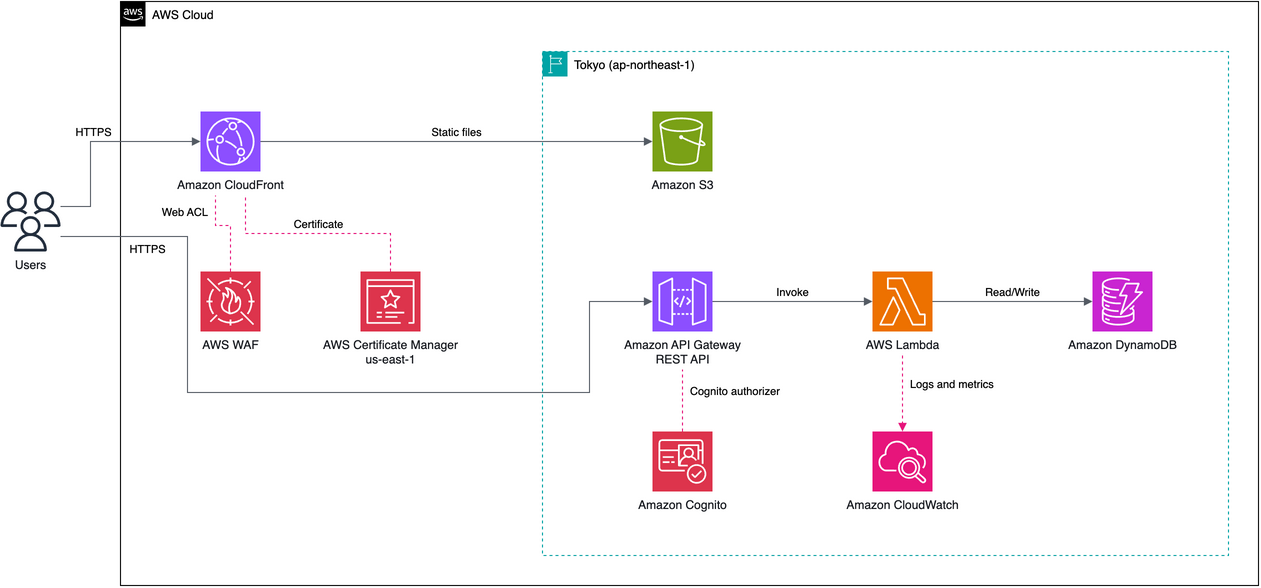 aws
AWS Cloud
Tokyo (ap-northeast-1)
HTTPS
Static files
Amazon CloudFront
Amazon S3
Web ACL
Certificate
HTTPS
Users
Invoke
Read/Write
AWS WAF
AWS Certificate Manager
us-east-1
Amazon API Gateway
REST API
AWS Lambda
Amazon DynamoDB
Cognito authorizer
Logs and metrics
Amazon Cognito
Amazon CloudWatch